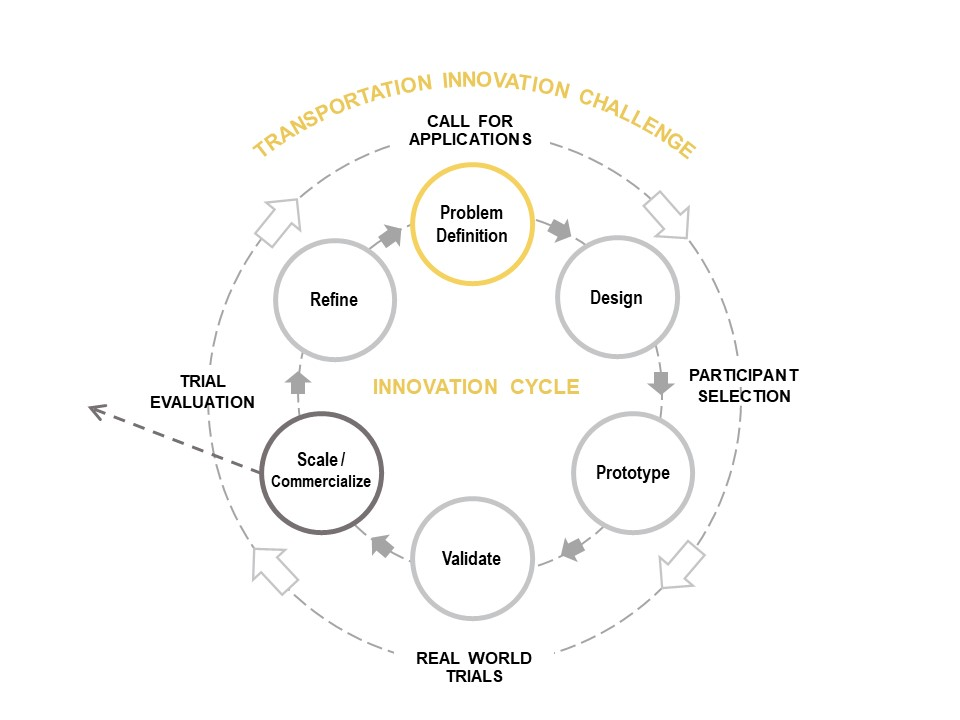 TRANSPORTATION INNOVATION CHALLENGE
CALL FOR
APPLICATIONS
Problem
Definition
Refine
Design
INNOVATION CYCLE
PARTICIPANT
SELECTION
TRIAL
EVALUATION
Scale /
Commercialize
Prototype
Validate
REAL WORLD
TRIALS